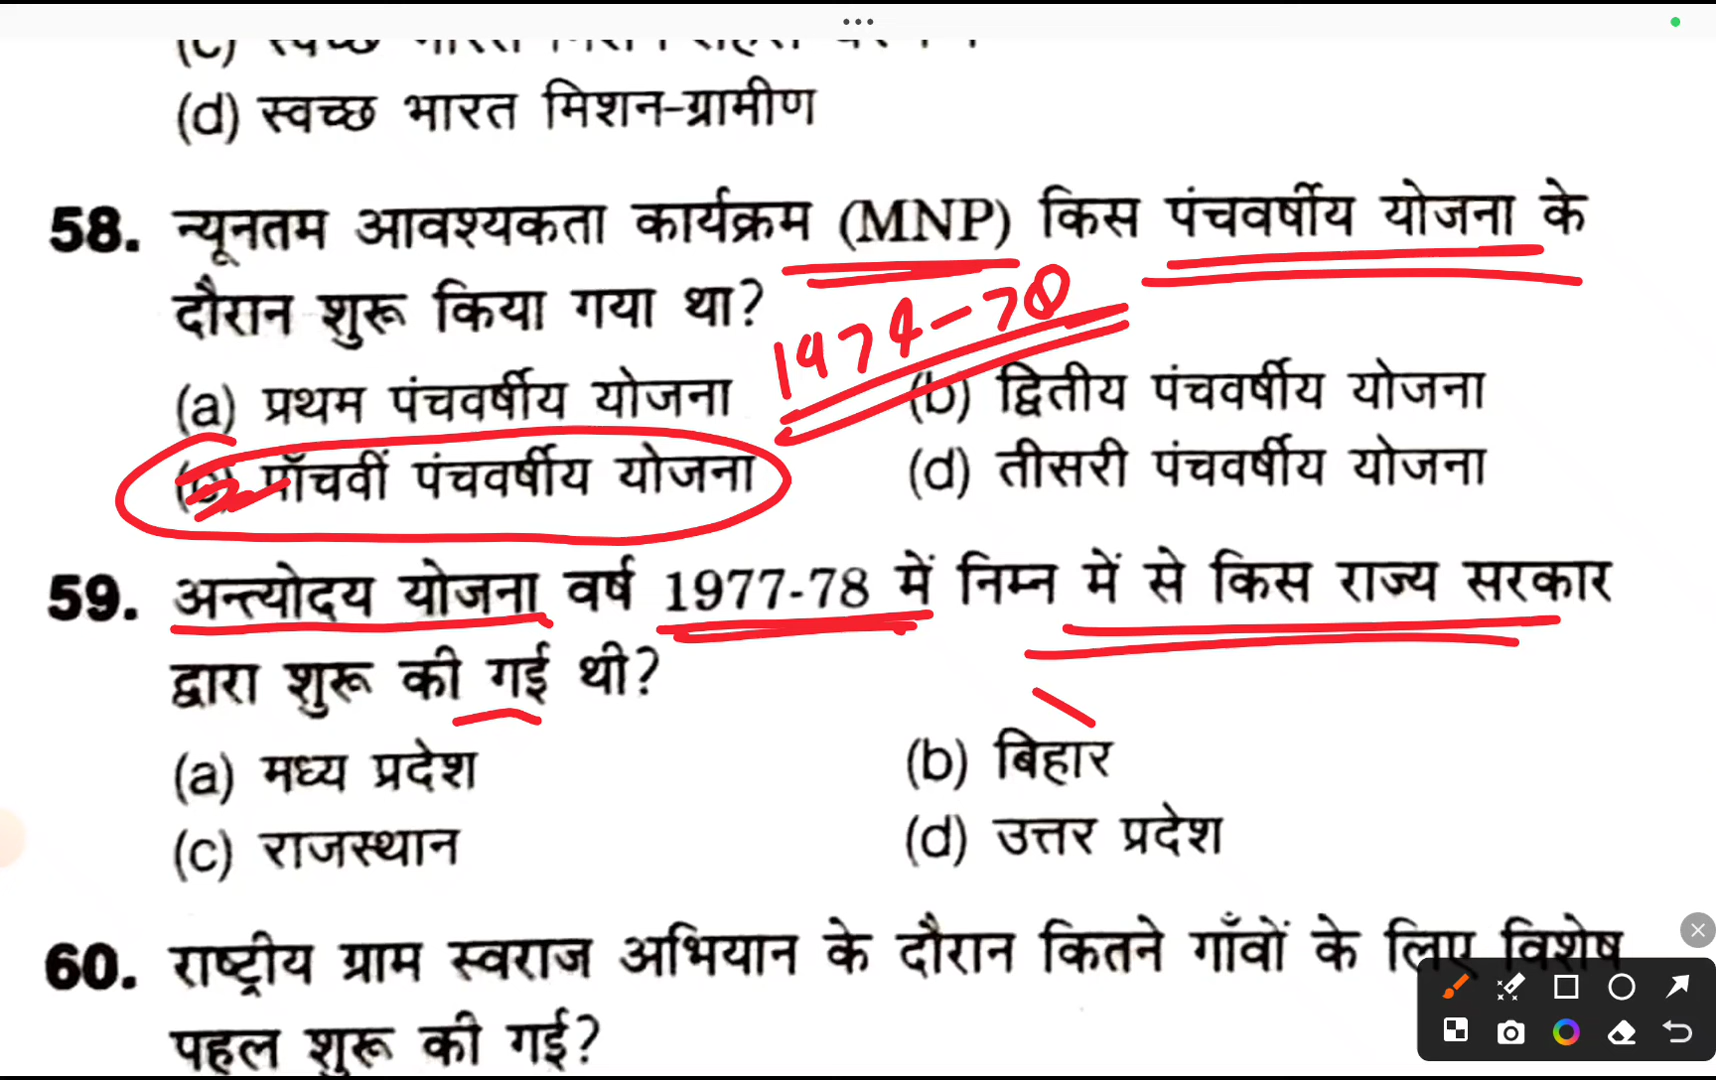 (d) स्वच्छ भारत मिशन-ग्रामीण
58. न्यूनतम आवश्यकता कार्यक्रम (MNP) किस पंचवर्षीय योजना के
दौरान शुरू किया गया था?
1974-78
(a) प्रथम पंचवर्षीय योजना (b) द्वितीय पंचवर्षीय योजना
(c) पाँचवीं पंचवर्षीय योजना (d) तीसरी पंचवर्षीय योजना
59. अन्त्योदय योजना वर्ष 1977-78 में निम्न में से किस राज्य सरकार
द्वारा शुरू की गई थी?
(a) मध्य प्रदेश (b) बिहार
(c) राजस्थान (d) उत्तर प्रदेश
60. राष्ट्रीय ग्राम स्वराज अभियान के दौरान कितने गाँवों के लिए विशेष
पहल शुरू की गई?